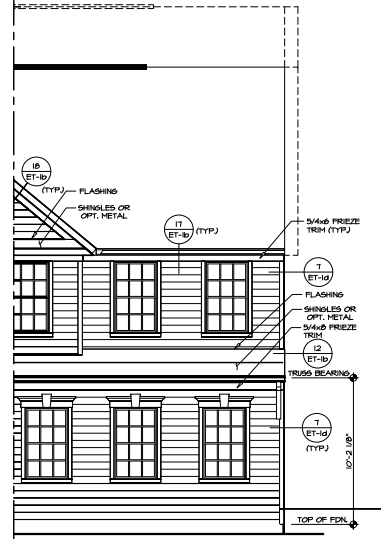 18
ET-1b
(TYP.)
FLASHING
SHINGLES OR
OPT. METAL
17
ET-1b
(TYP.)
5/4x6 FRIEZE
TRIM (TYP.)
7
ET-1d
FLASHING
SHINGLES OR
OPT. METAL
5/4x8 FRIEZE
TRIM
12
ET-1b
TRUSS BEARING
7
ET-1d
(TYP.)
10'-2 1/8"
TOP OF FDN.